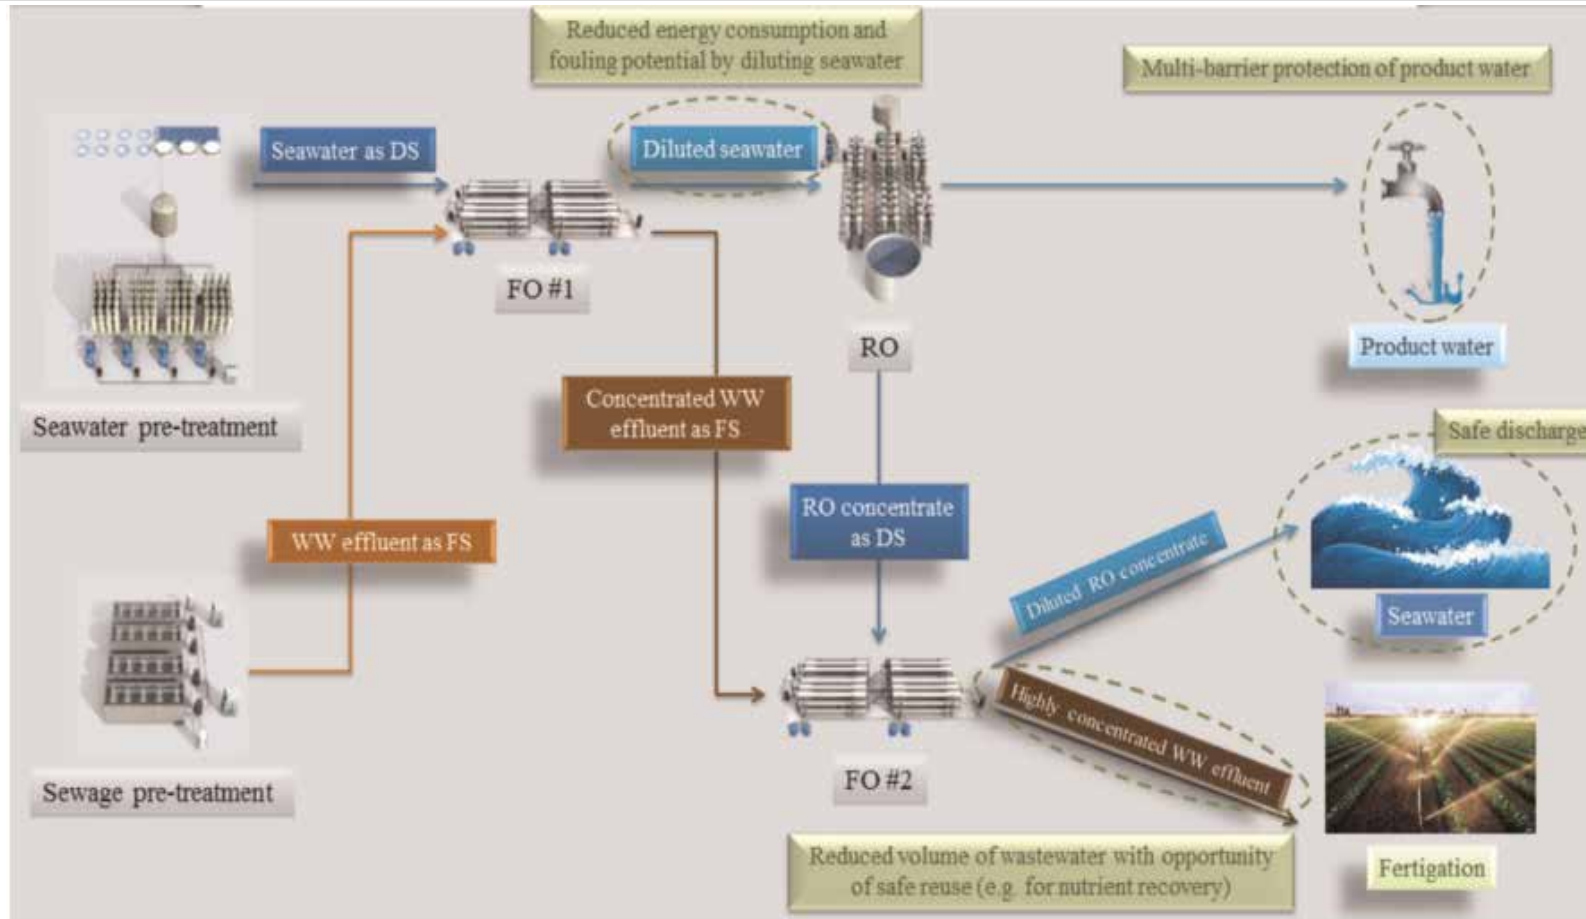 Reduced energy consumption and
fouling potential by diluting seawater
Multi-barrier protection of product water
Seawater as DS
Diluted seawater
FO #1
RO
Product water
Seawater pre-treatment
Concentrated WW
effluent as FS
Safe discharge
RO concentrate
as DS
WW effluent as FS
Diluted RO concentrate
Seawater
Highly concentrated WW effluent
Sewage pre-treatment
FO #2
Reduced volume of wastewater with opportunity
of safe reuse (e.g. for nutrient recovery)
Fertigation